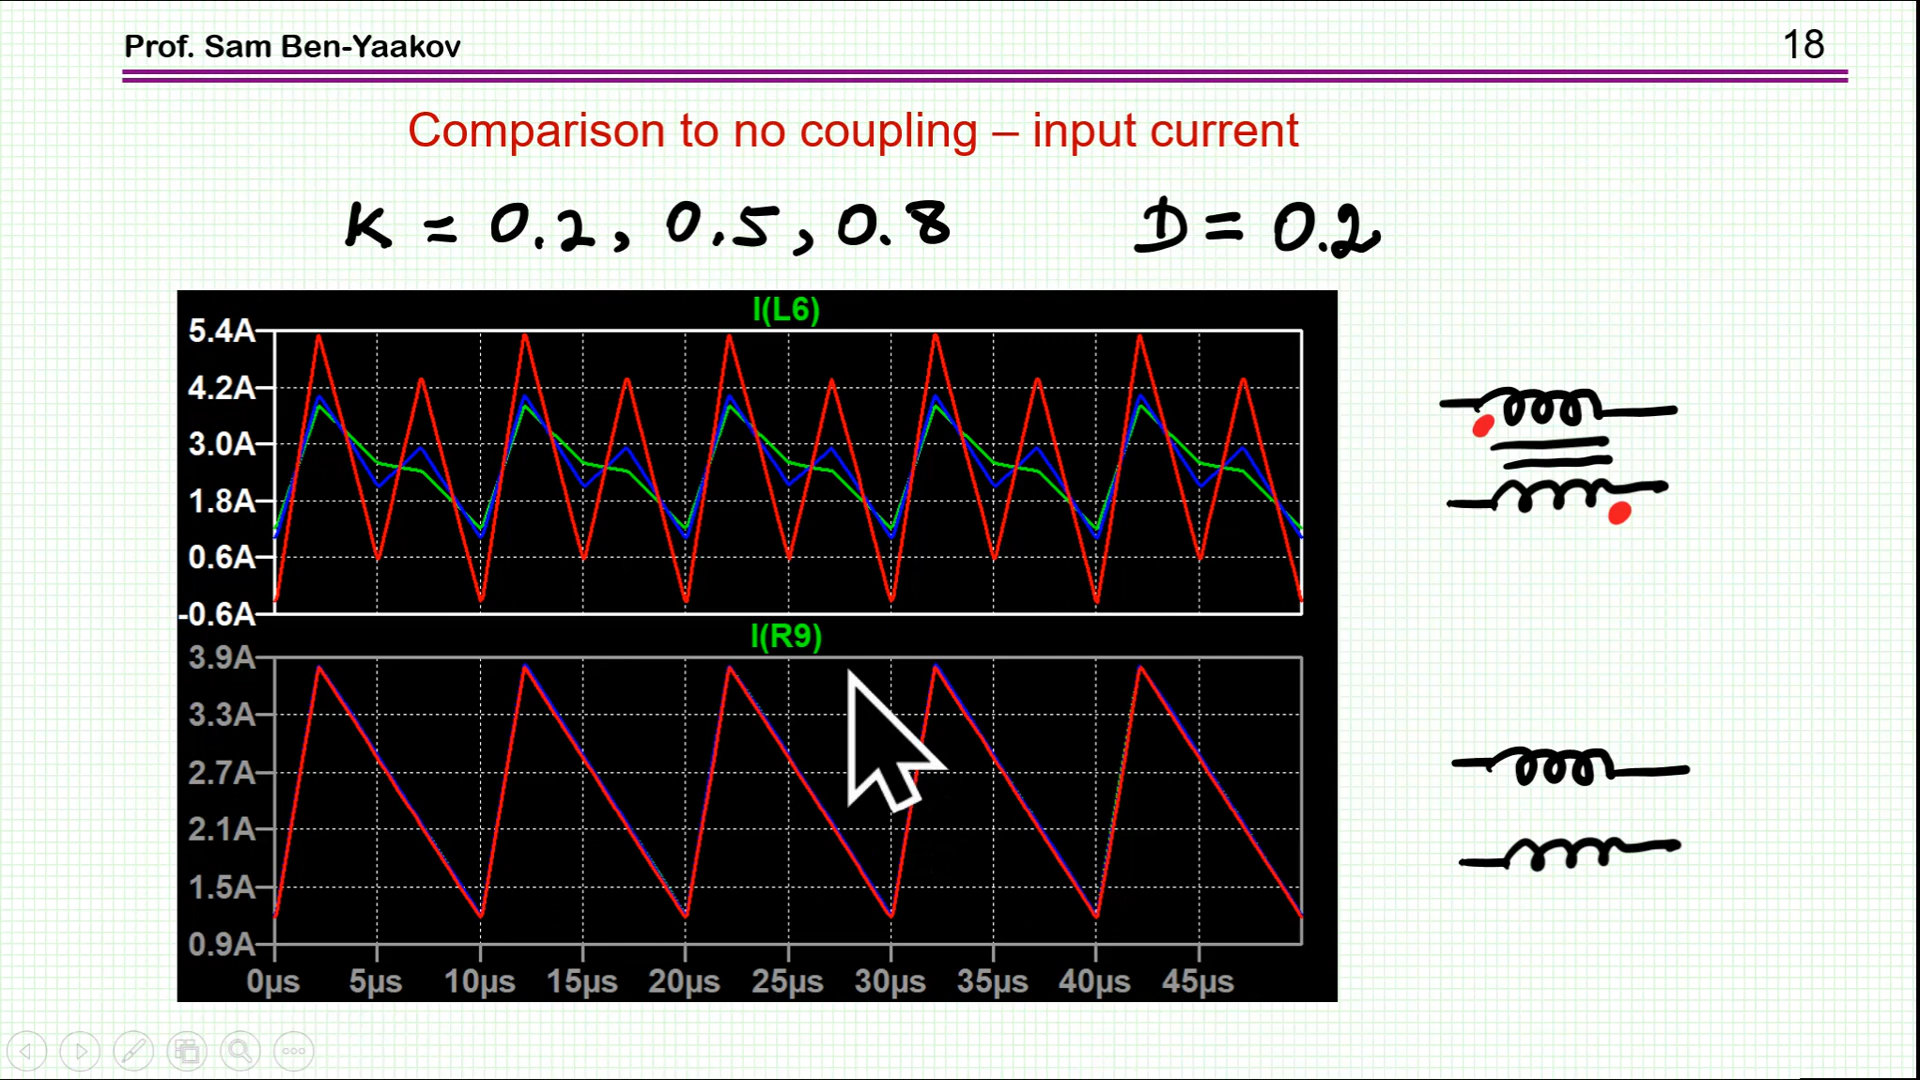 Prof. Sam Ben-Yaakov
18
Comparison to no coupling – input current
K = 0.2, 0.5, 0.8
D = 0.2
I(L6)
5.4A
4.2A
3.0A
1.8A
0.6A
-0.6A
I(R9)
3.9A
3.3A
2.7A
2.1A
1.5A
0.9A
0µs 5µs 10µs 15µs 20µs 25µs 30µs 35µs 40µs 45µs